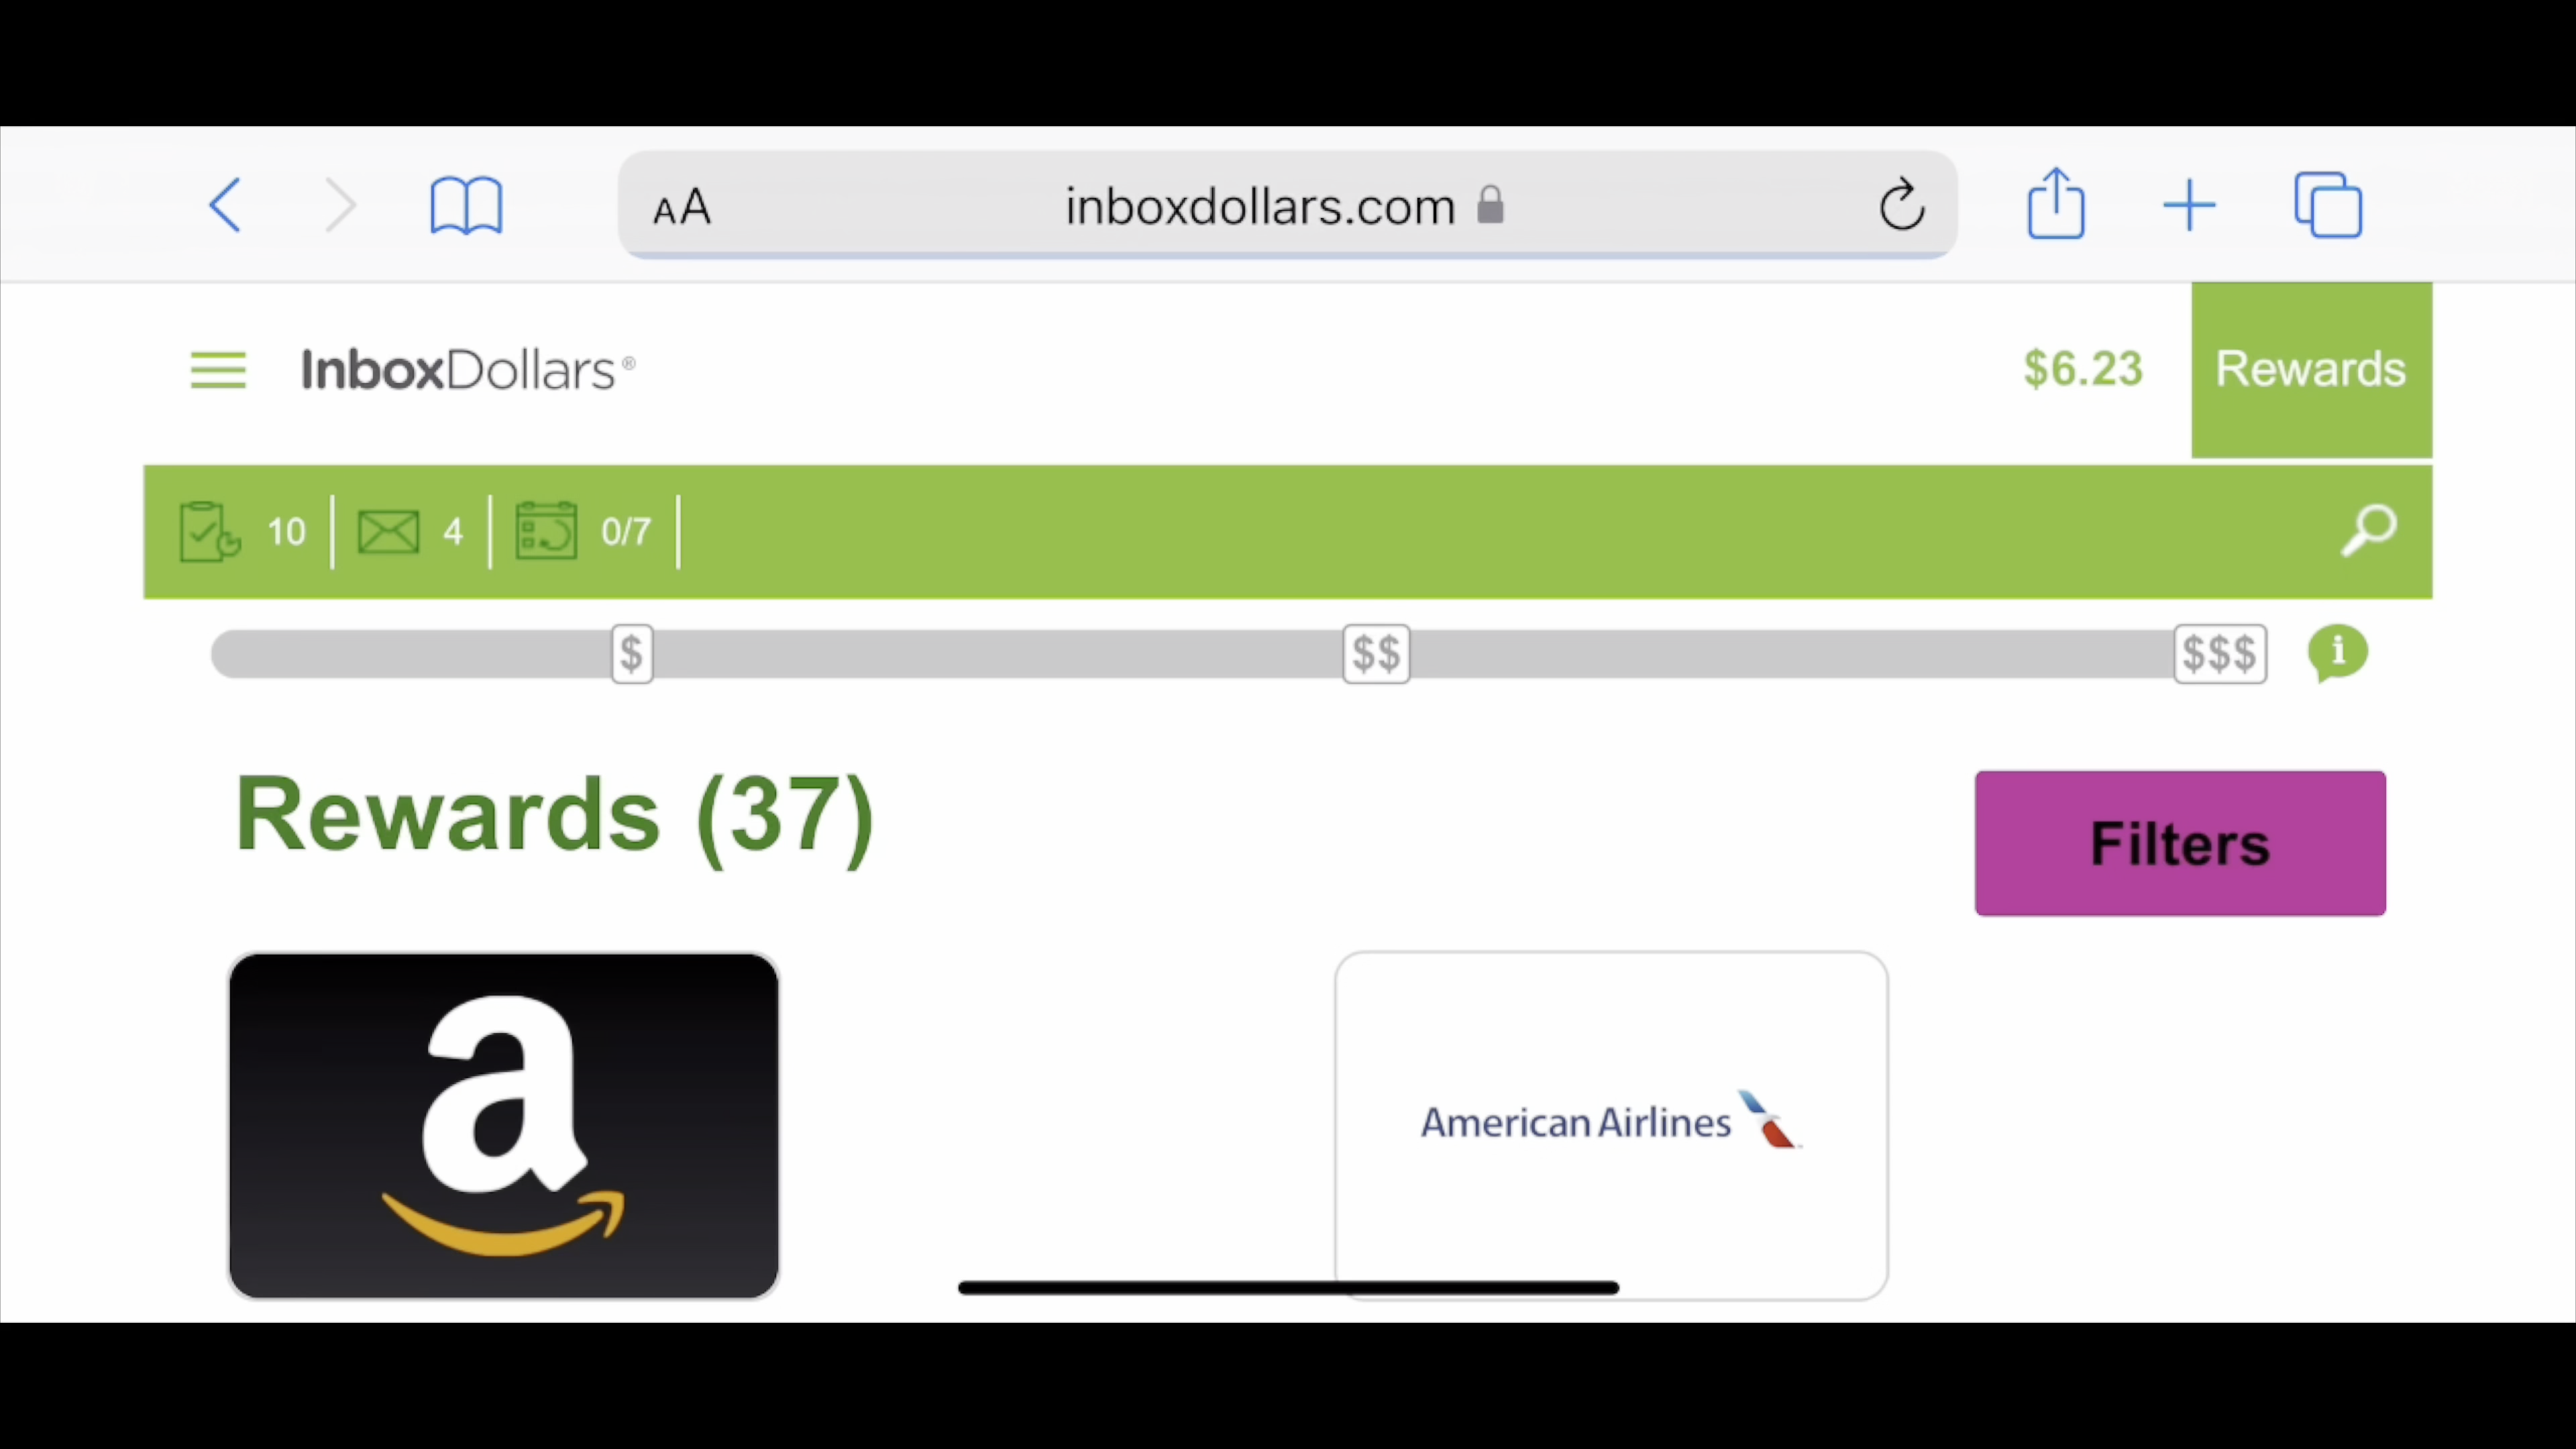 AA inboxdollars.com
InboxDollars® $6.23 Rewards
10 4 0/7
$ $$ $$$ i
Rewards (37) Filters
a
American Airlines